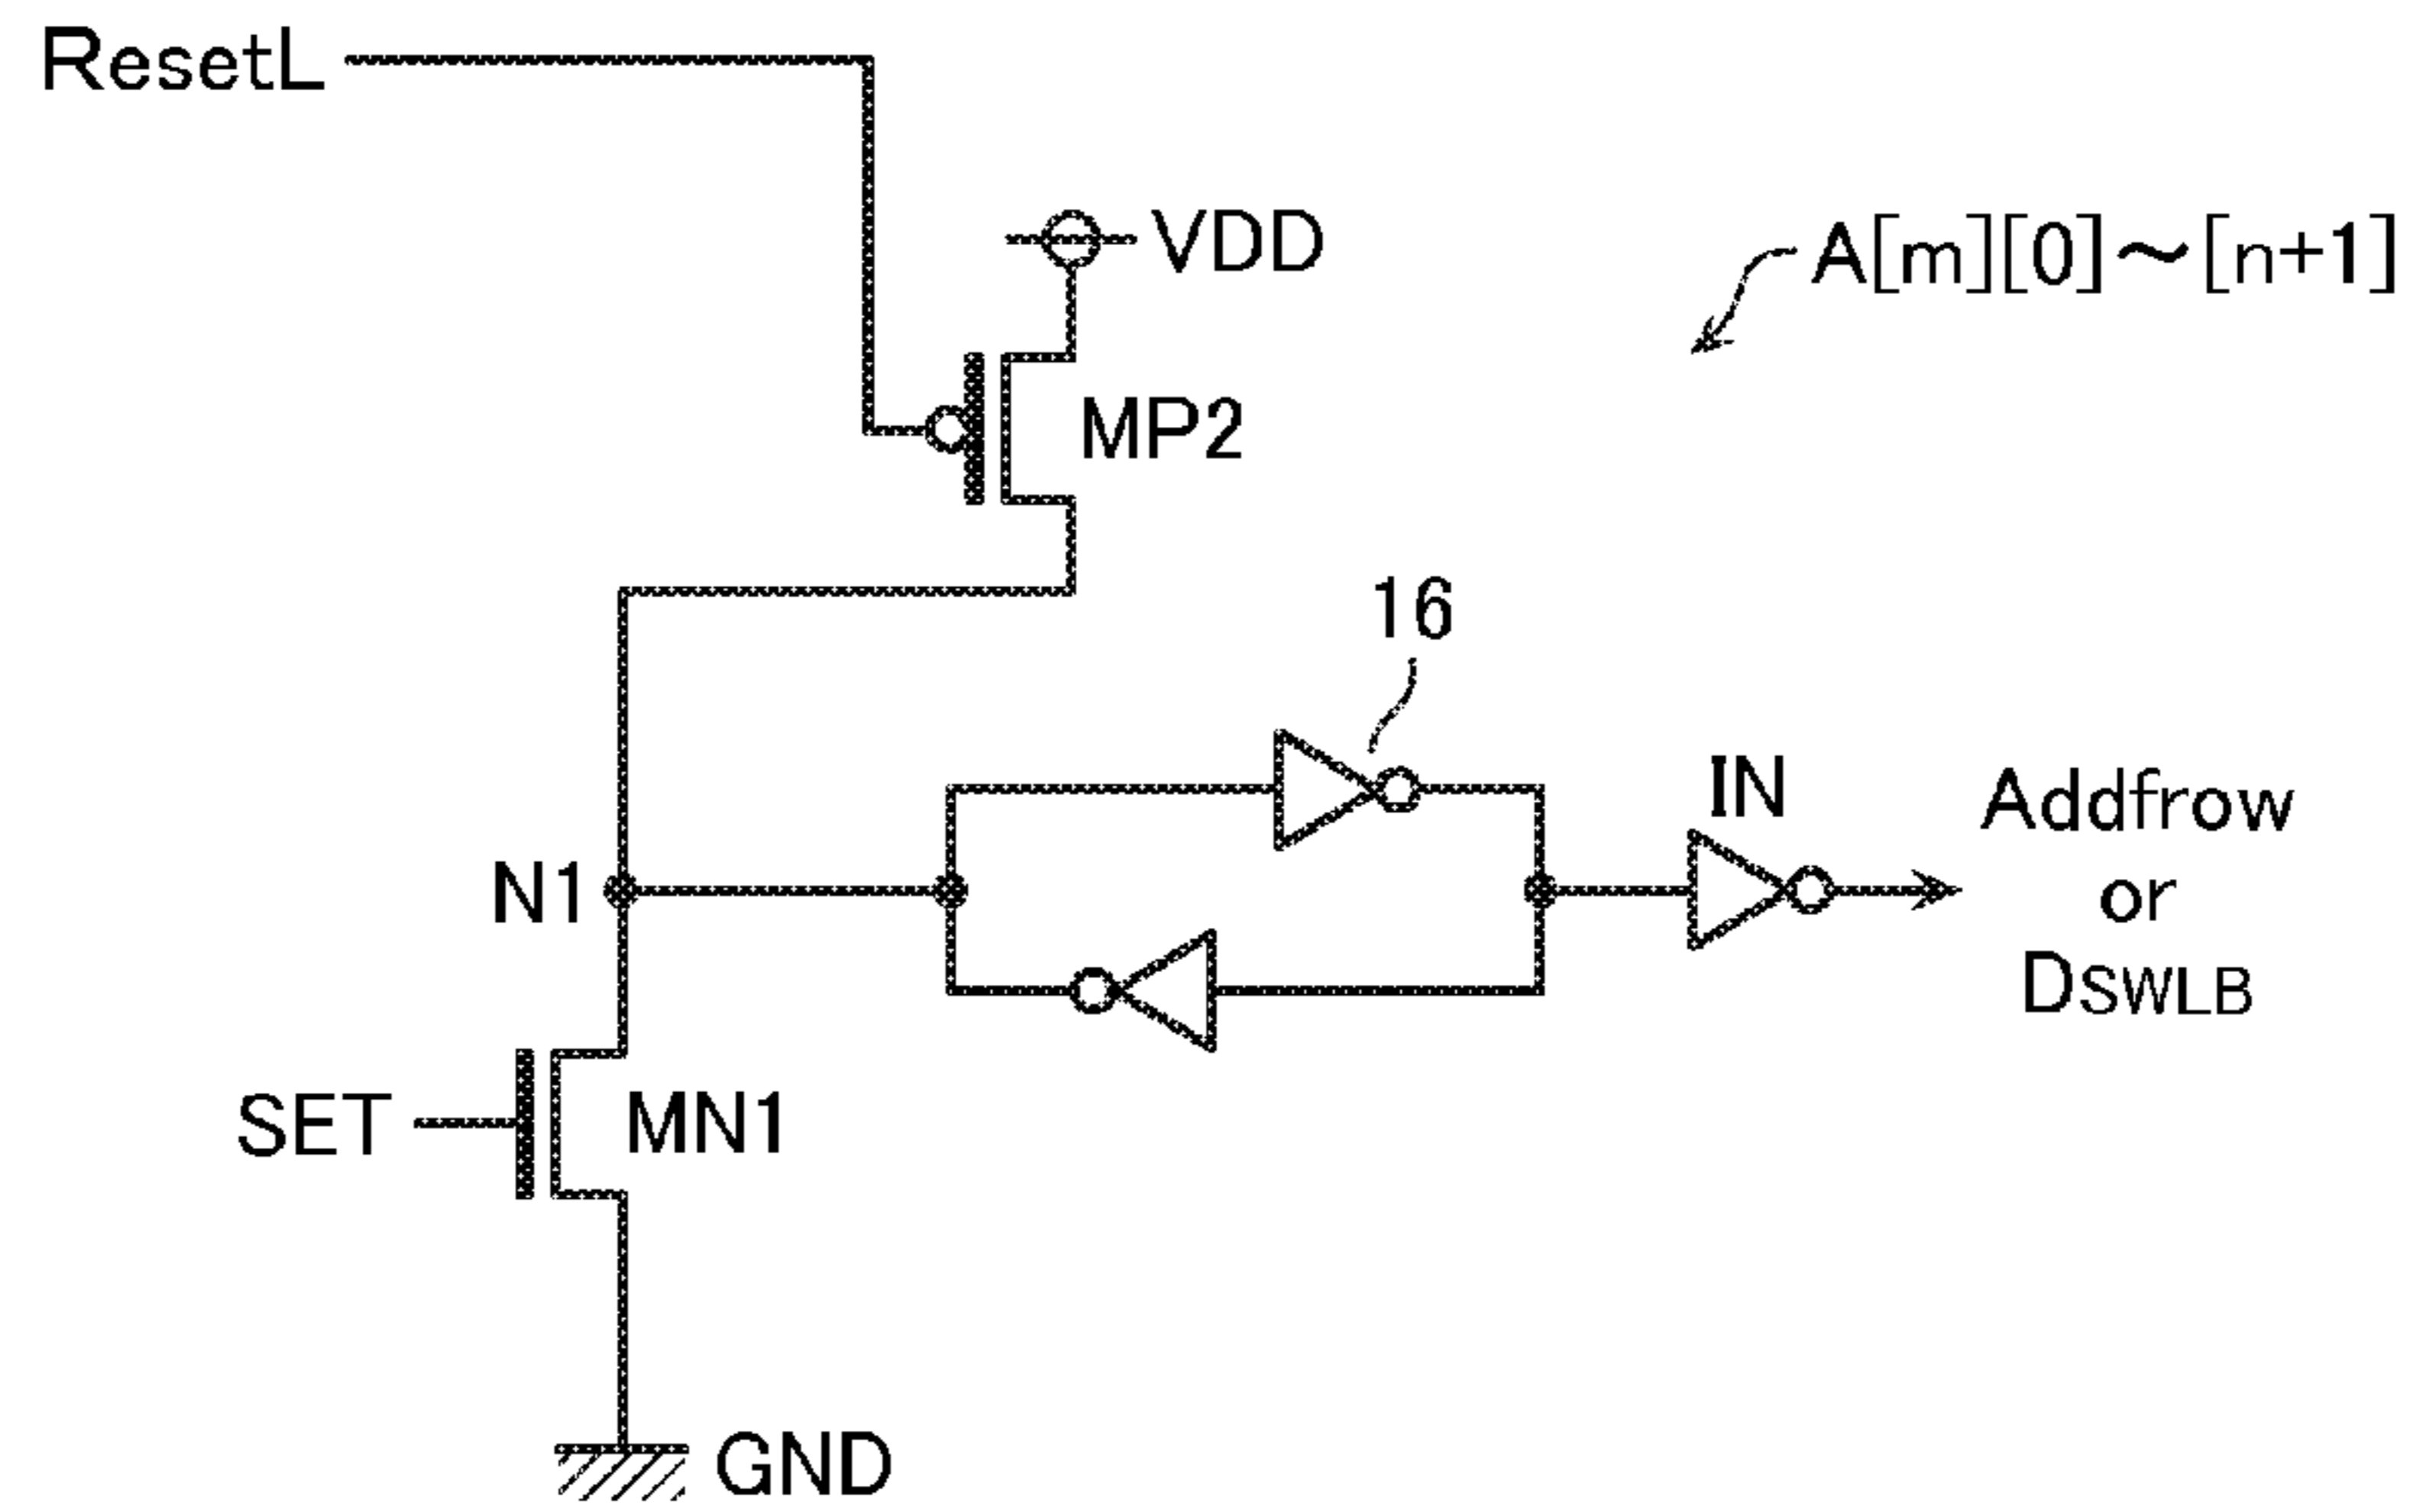 ResetL
VDD
A[m][0]～[n+1]
MP2
16
IN
Addfrow
or
DSWLB
N1
SET
MN1
GND